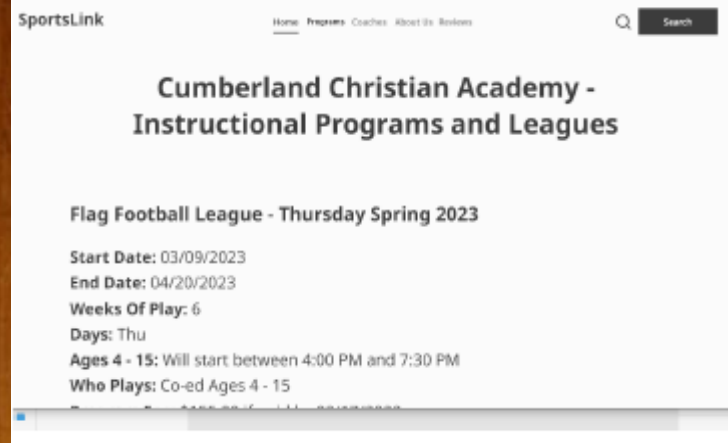 SportsLink
Home Programs Coaches About Us Reviews
Search
Cumberland Christian Academy -
Instructional Programs and Leagues
Flag Football League - Thursday Spring 2023
Start Date: 03/09/2023
End Date: 04/20/2023
Weeks Of Play: 6
Days: Thu
Ages 4 - 15: Will start between 4:00 PM and 7:30 PM
Who Plays: Co-ed Ages 4 - 15